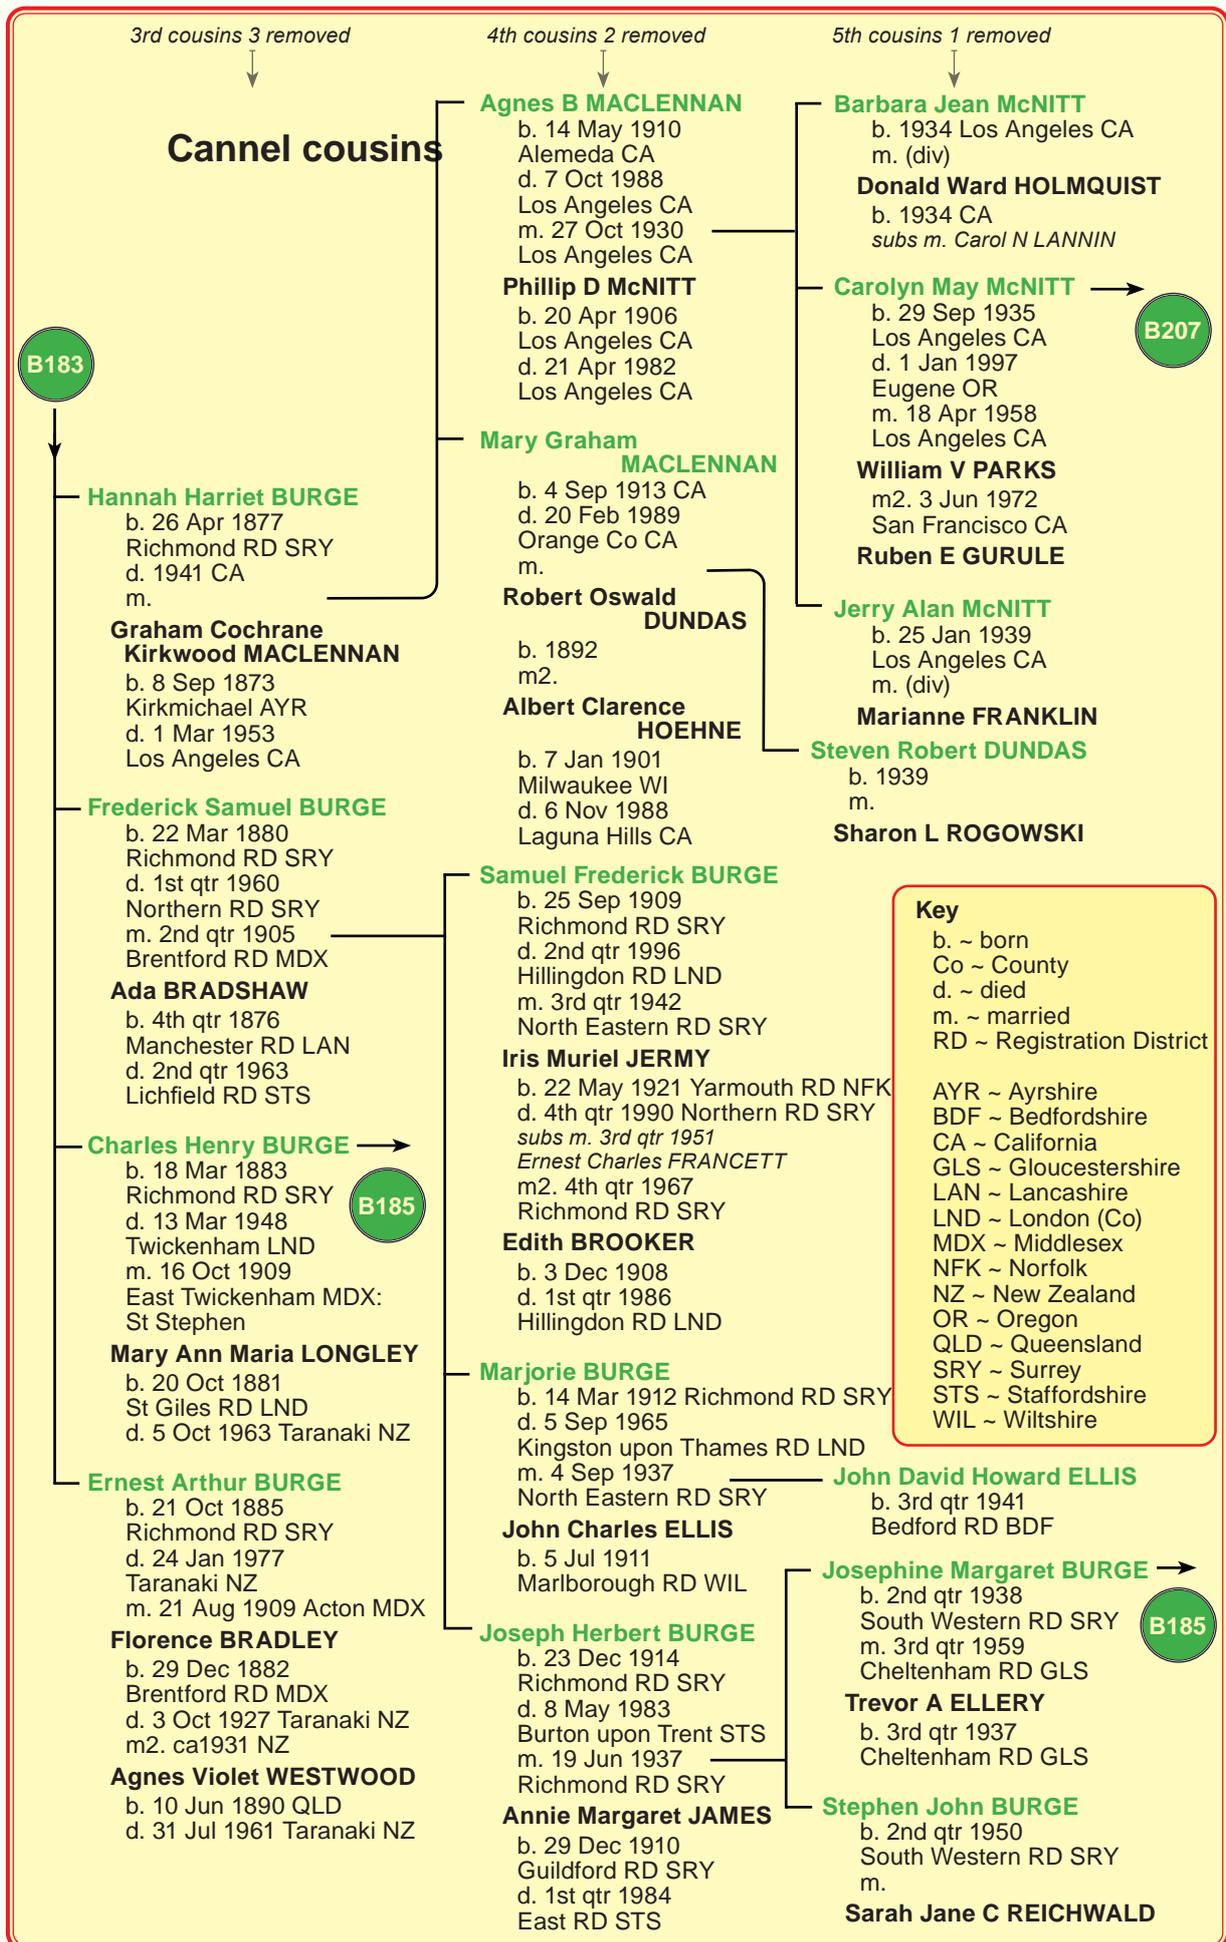 3rd cousins 3 removed
4th cousins 2 removed
5th cousins 1 removed
Cannel cousins
B183
Hannah Harriet BURGE
b. 26 Apr 1877
Richmond RD SRY
d. 1941 CA
m.
Graham Cochrane
Kirkwood MACLENNAN
b. 8 Sep 1873
Kirkmichael AYR
d. 1 Mar 1953
Los Angeles CA
Frederick Samuel BURGE
b. 22 Mar 1880
Richmond RD SRY
d. 1st qtr 1960
Northern RD SRY
m. 2nd qtr 1905
Brentford RD MDX
Ada BRADSHAW
b. 4th qtr 1876
Manchester RD LAN
d. 2nd qtr 1963
Lichfield RD STS
Charles Henry BURGE
b. 18 Mar 1883
Richmond RD SRY
d. 13 Mar 1948
Twickenham LND
m. 16 Oct 1909
East Twickenham MDX:
St Stephen
B185
Mary Ann Maria LONGLEY
b. 20 Oct 1881
St Giles RD LND
d. 5 Oct 1963 Taranaki NZ
Ernest Arthur BURGE
b. 21 Oct 1885
Richmond RD SRY
d. 24 Jan 1977
Taranaki NZ
m. 21 Aug 1909 Acton MDX
Florence BRADLEY
b. 29 Dec 1882
Brentford RD MDX
d. 3 Oct 1927 Taranaki NZ
m2. ca1931 NZ
Agnes Violet WESTWOOD
b. 10 Jun 1890 QLD
d. 31 Jul 1961 Taranaki NZ
Agnes B MACLENNAN
b. 14 May 1910
Alemeda CA
d. 7 Oct 1988
Los Angeles CA
m. 27 Oct 1930
Los Angeles CA
Phillip D McNITT
b. 20 Apr 1906
Los Angeles CA
d. 21 Apr 1982
Los Angeles CA
Mary Graham
MACLENNAN
b. 4 Sep 1913 CA
d. 20 Feb 1989
Orange Co CA
m.
Robert Oswald
DUNDAS
b. 1892
m2.
Albert Clarence
HOEHNE
b. 7 Jan 1901
Milwaukee WI
d. 6 Nov 1988
Laguna Hills CA
Samuel Frederick BURGE
b. 25 Sep 1909
Richmond RD SRY
d. 2nd qtr 1996
Hillingdon RD LND
m. 3rd qtr 1942
North Eastern RD SRY
Iris Muriel JERMY
b. 22 May 1921 Yarmouth RD NFK
d. 4th qtr 1990 Northern RD SRY
subs m. 3rd qtr 1951
Ernest Charles FRANCETT
m2. 4th qtr 1967
Richmond RD SRY
Edith BROOKER
b. 3 Dec 1908
d. 1st qtr 1986
Hillingdon RD LND
Marjorie BURGE
b. 14 Mar 1912 Richmond RD SRY
d. 5 Sep 1965
Kingston upon Thames RD LND
m. 4 Sep 1937
North Eastern RD SRY
John Charles ELLIS
b. 5 Jul 1911
Marlborough RD WIL
Joseph Herbert BURGE
b. 23 Dec 1914
Richmond RD SRY
d. 8 May 1983
Burton upon Trent STS
m. 19 Jun 1937
Richmond RD SRY
Annie Margaret JAMES
b. 29 Dec 1910
Guildford RD SRY
d. 1st qtr 1984
East RD STS
Barbara Jean McNITT
b. 1934 Los Angeles CA
m. (div)
Donald Ward HOLMQUIST
b. 1934 CA
subs m. Carol N LANNIN
Carolyn May McNITT
B207
b. 29 Sep 1935
Los Angeles CA
d. 1 Jan 1997
Eugene OR
m. 18 Apr 1958
Los Angeles CA
William V PARKS
m2. 3 Jun 1972
San Francisco CA
Ruben E GURULE
Jerry Alan McNITT
b. 25 Jan 1939
Los Angeles CA
m. (div)
Marianne FRANKLIN
Steven Robert DUNDAS
b. 1939
m.
Sharon L ROGOWSKI
Key
b. ~ born
Co ~ County
d. ~ died
m. ~ married
RD ~ Registration District
AYR ~ Ayrshire
BDF ~ Bedfordshire
CA ~ California
GLS ~ Gloucestershire
LAN ~ Lancashire
LND ~ London (Co)
MDX ~ Middlesex
NFK ~ Norfolk
NZ ~ New Zealand
OR ~ Oregon
QLD ~ Queensland
SRY ~ Surrey
STS ~ Staffordshire
WIL ~ Wiltshire
John David Howard ELLIS
b. 3rd qtr 1941
Bedford RD BDF
Josephine Margaret BURGE
b. 2nd qtr 1938
South Western RD SRY
m. 3rd qtr 1959
Cheltenham RD GLS
B185
Trevor A ELLERY
b. 3rd qtr 1937
Cheltenham RD GLS
Stephen John BURGE
b. 2nd qtr 1950
South Western RD SRY
m.
Sarah Jane C REICHWALD